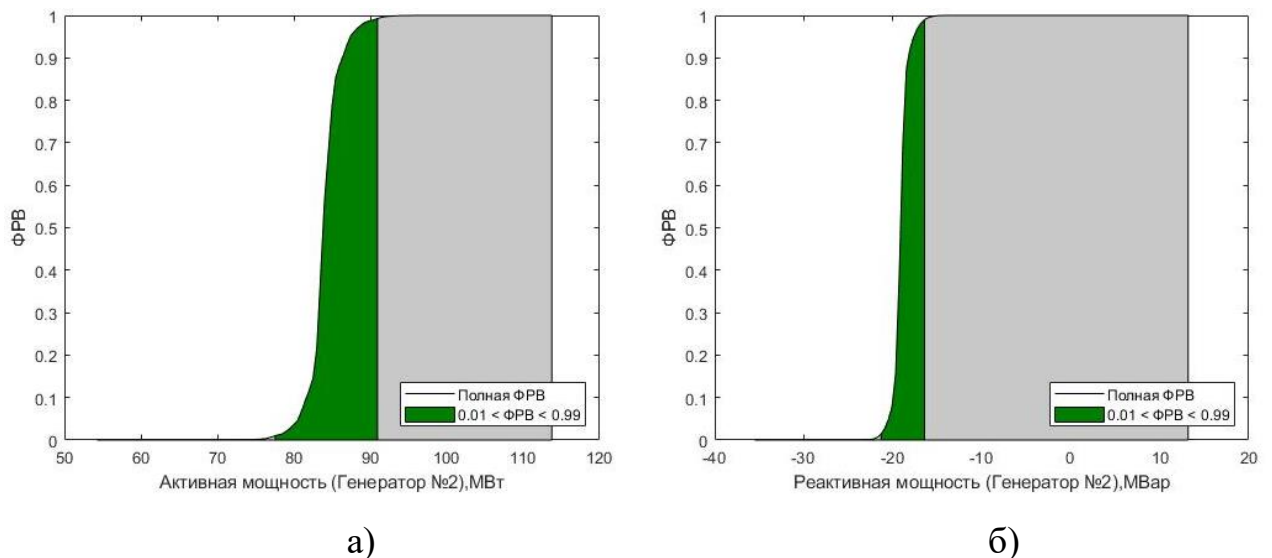 1
0.9
0.8
0.7
0.6
0.5
0.4
0.3
0.2
0.1
0
ФРВ
Полная ФРВ
0.01 < ФРВ < 0.99
50 60 70 80 90 100 110 120
Активная мощность (Генератор №2),МВт
а)
1
0.9
0.8
0.7
0.6
0.5
0.4
0.3
0.2
0.1
0
ФРВ
Полная ФРВ
0.01 < ФРВ < 0.99
-40 -30 -20 -10 0 10 20
Реактивная мощность (Генератор №2),МВар
б)